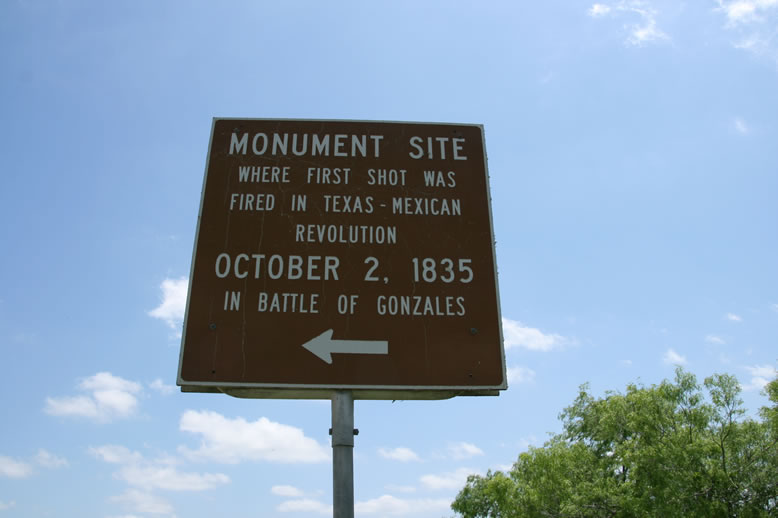 MONUMENT SITE
WHERE FIRST SHOT WAS
FIRED IN TEXAS - MEXICAN
REVOLUTION
OCTOBER 2, 1835
IN BATTLE OF GONZALES